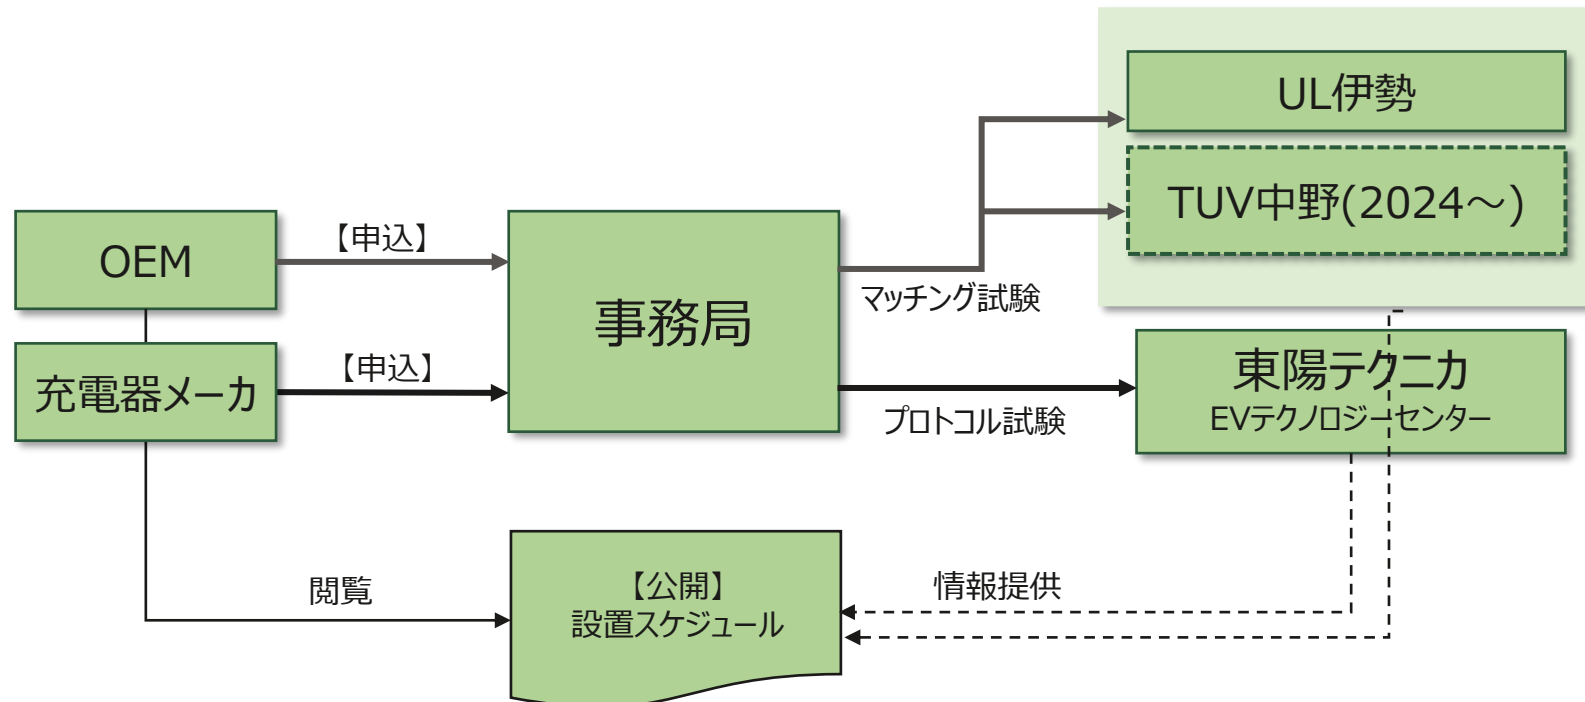 UL伊勢
TUV中野(2024～)
OEM
【申込】
事務局
マッチング試験
充電器メーカ
【申込】
東陽テクニカ
EVテクノロジーセンター
プロトコル試験
閲覧
【公開】
設置スケジュール
情報提供